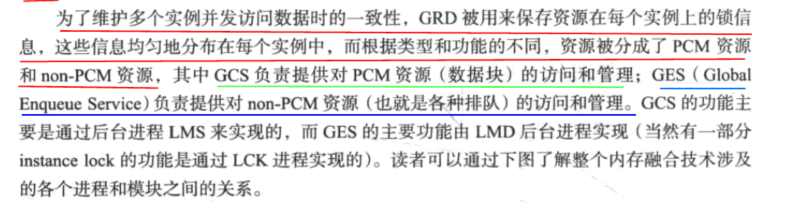 为了维护多个实例并发访问数据时的一致性，GRD 被用来保存资源在每个实例上的锁信
息，这些信息均匀地分布在每个实例中，而根据类型和功能的不同，资源被分成了 PCM 资源
和 non-PCM 资源，其中 GCS 负责提供对 PCM 资源（数据块）的访问和管理；GES（Global
Enqueue Service）负责提供对 non-PCM 资源（也就是各种排队）的访问和管理。GCS 的功能主
要是通过后台进程 LMS 来实现的，而 GES 的主要功能由 LMD 后台进程实现（当然有一部分
instance lock 的功能是通过 LCK 进程实现的）。读者可以通过下图了解整个内存融合技术涉及
的各个进程和模块之间的关系。